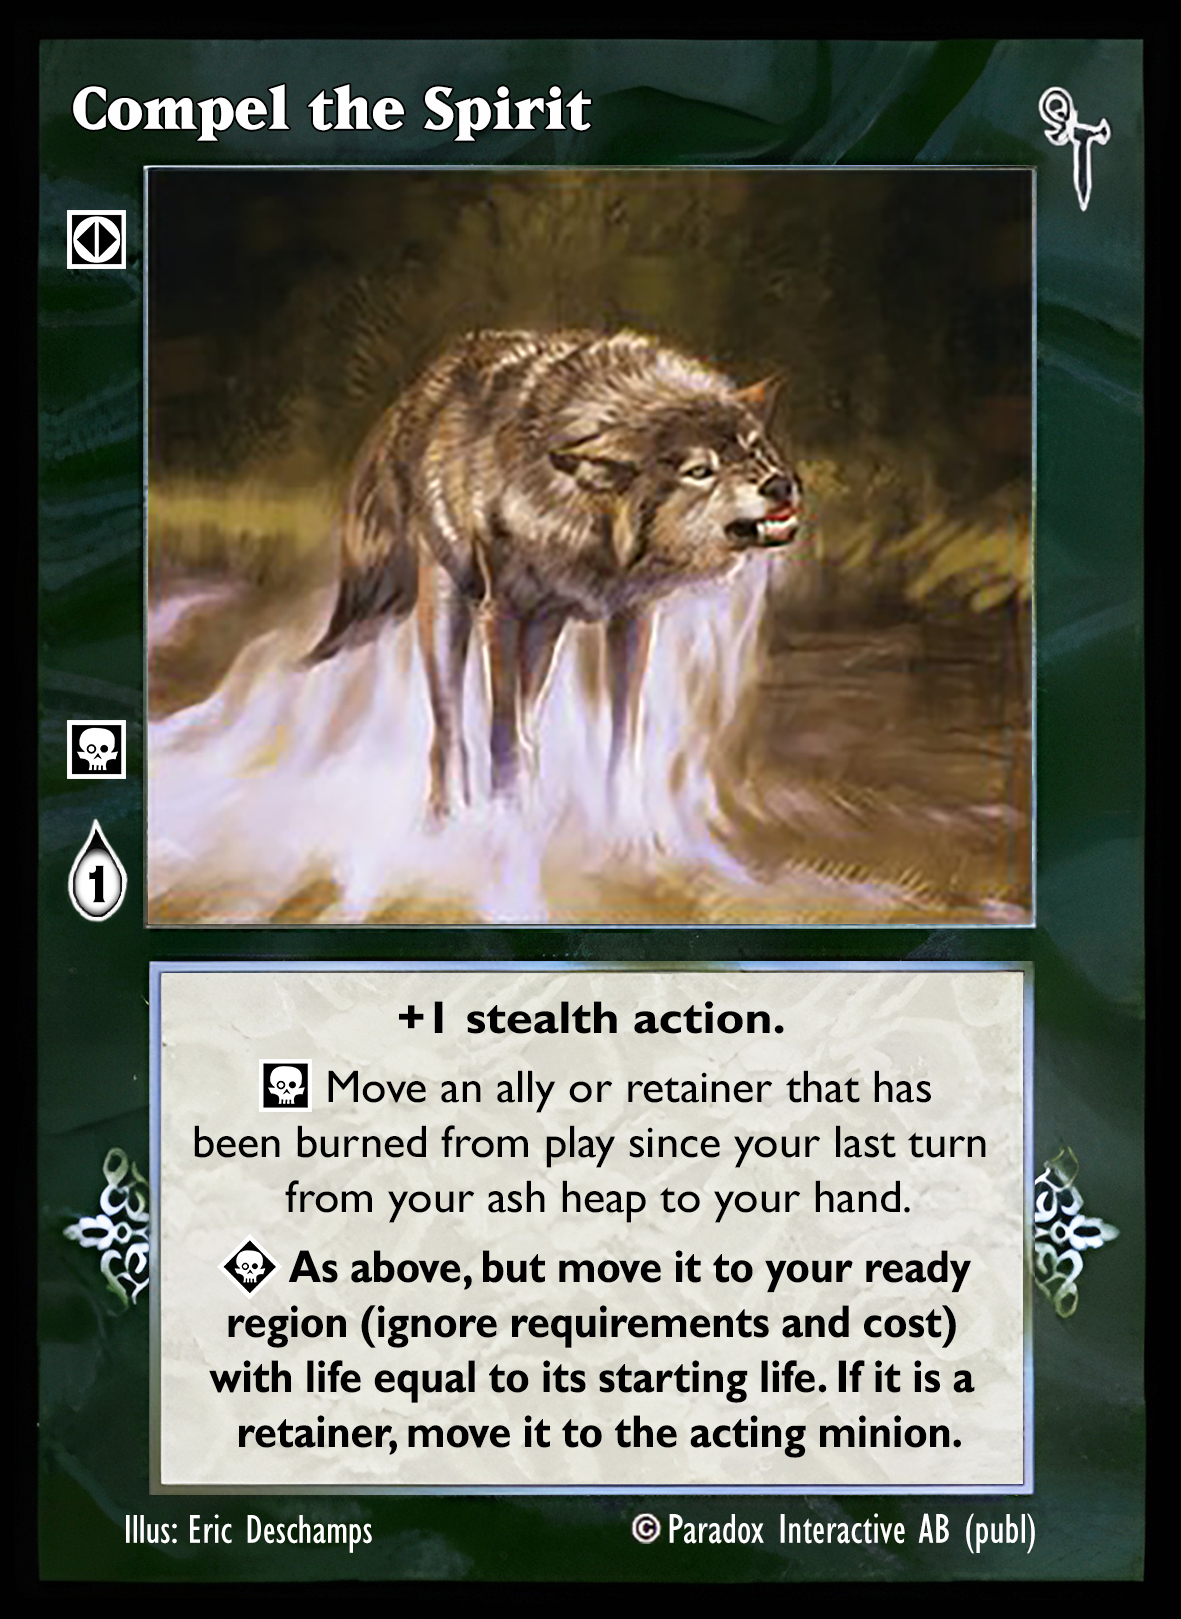 Compel the Spirit
1
+1 stealth action.
Move an ally or retainer that has
been burned from play since your last turn
from your ash heap to your hand.
As above, but move it to your ready
region (ignore requirements and cost)
with life equal to its starting life. If it is a
retainer, move it to the acting minion.
Illus: Eric Deschamps
© Paradox Interactive AB (publ)